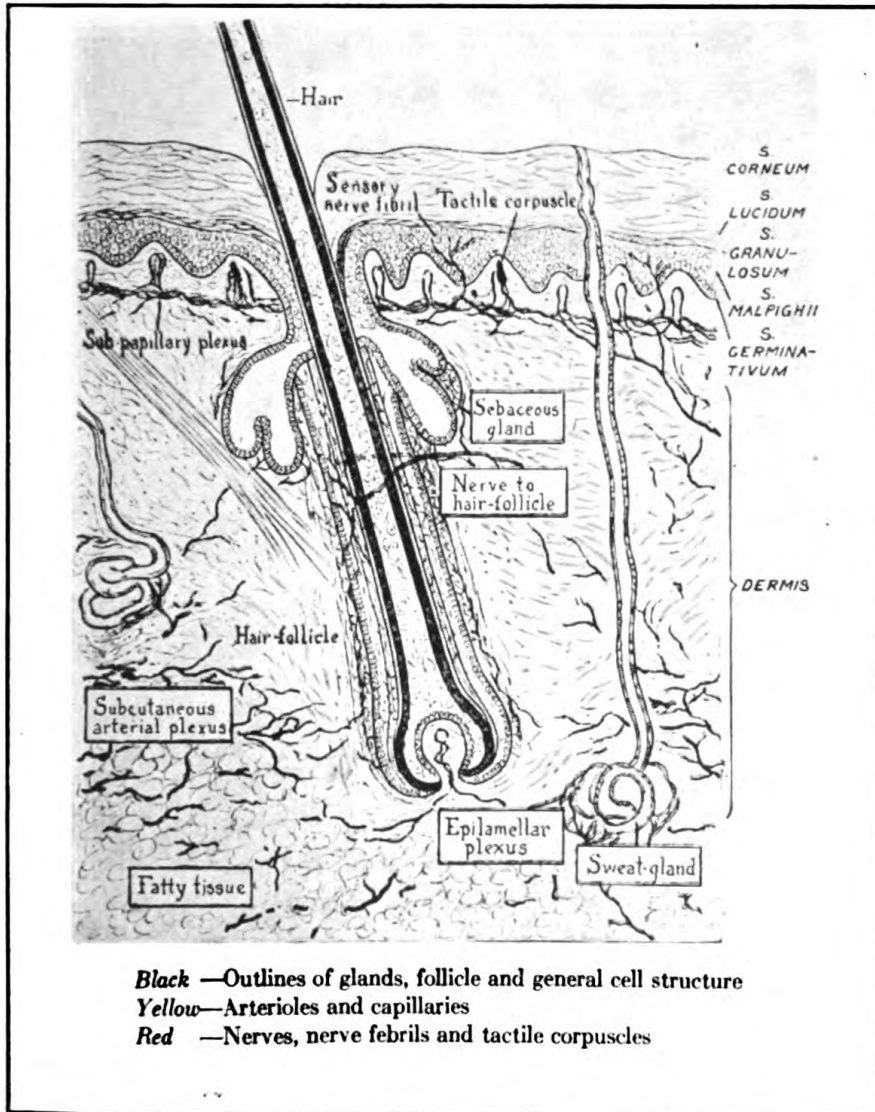 Hair
Sensory
nerve fibril
Tactile corpuscle
S.
CORNEUM
S.
LUCIDUM
S.
GRANU-
LOSUM
S.
MALPIGHII
S.
GERMINA-
TIVUM
Sub-papillary plexus
Sebaceous
gland
Nerve to
hair-follicle
DERMIS
Hair-follicle
Subcutaneous
arterial plexus
Epilamellar
plexus
Sweat-gland
Fatty tissue
Black —Outlines of glands, follicle and general cell structure
Yellow—Arterioles and capillaries
Red —Nerves, nerve febrils and tactile corpuscles